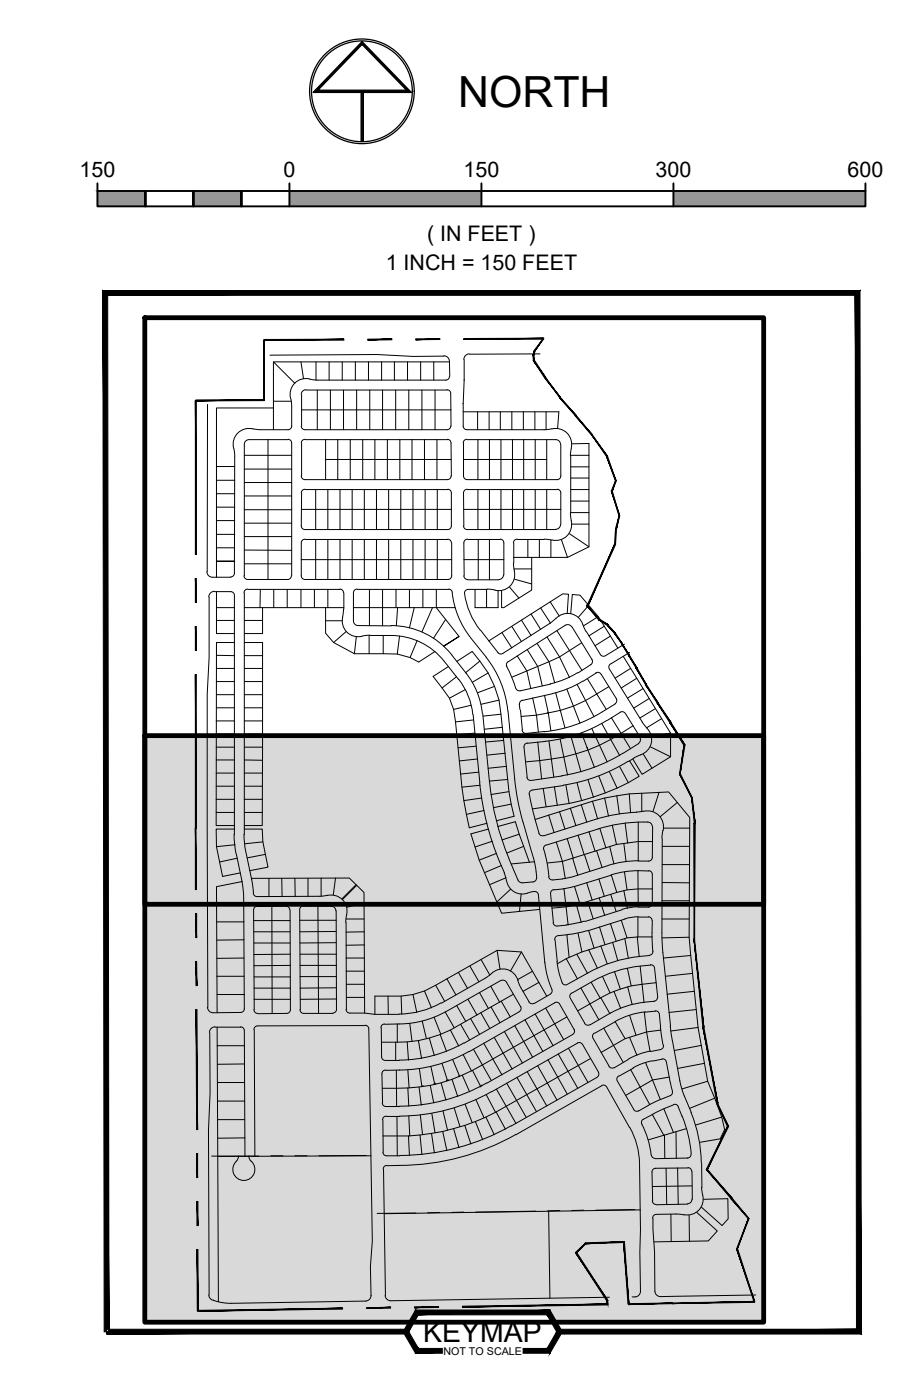 NORTH
150 0 150 300 600
( IN FEET )
1 INCH = 150 FEET
KEYMAP
NOT TO SCALE